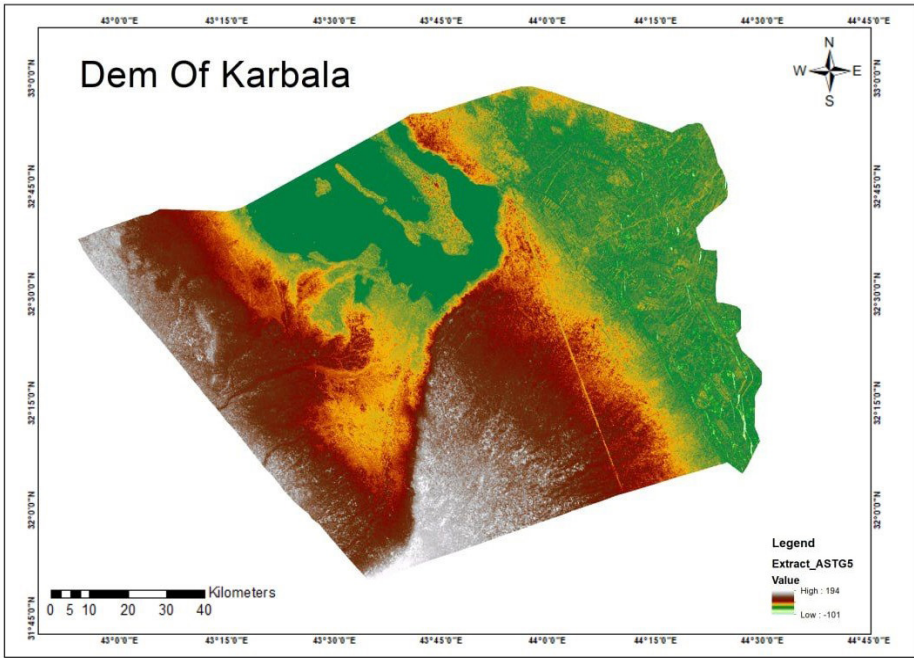 43°0'0"E 43°15'0"E 43°30'0"E 43°45'0"E 44°0'0"E 44°15'0"E 44°30'0"E 44°45'0"E
Dem Of Karbala
N
W E
S
33°0'0"N
33°0'0"N
32°45'0"N
32°45'0"N
32°30'0"N
32°30'0"N
32°15'0"N
32°15'0"N
32°0'0"N
32°0'0"N
31°45'0"N
31°45'0"N
Legend
Extract_ASTG5
Value
High : 194
Low : -101
Kilometers
0 5 10 20 30 40
43°0'0"E 43°15'0"E 43°30'0"E 43°45'0"E 44°0'0"E 44°15'0"E 44°30'0"E 44°45'0"E